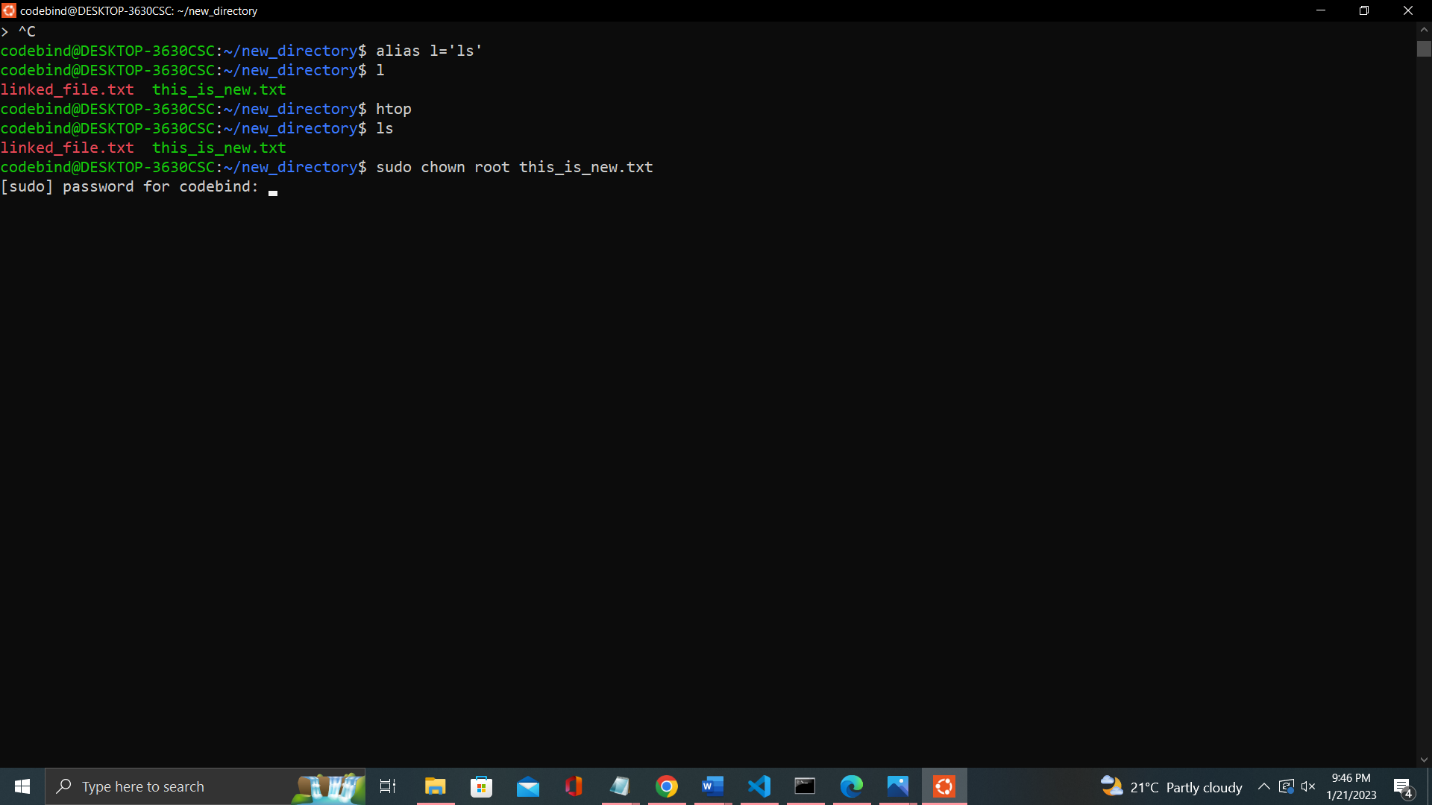 codebind@DESKTOP-3630CSC: ~/new_directory
> ^C
codebind@DESKTOP-3630CSC:~/new_directory$ alias l='ls'
codebind@DESKTOP-3630CSC:~/new_directory$ l
linked_file.txt  this_is_new.txt
codebind@DESKTOP-3630CSC:~/new_directory$ htop
codebind@DESKTOP-3630CSC:~/new_directory$ ls
linked_file.txt  this_is_new.txt
codebind@DESKTOP-3630CSC:~/new_directory$ sudo chown root this_is_new.txt
[sudo] password for codebind:
Type here to search
21°C Partly cloudy
9:46 PM
1/21/2023
4